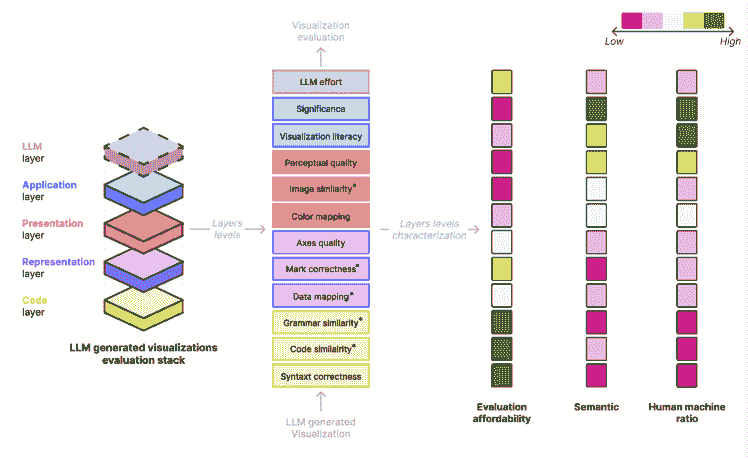 Visualization
evaluation
Low
High
LLM
layer
Application
layer
Presentation
layer
Representation
layer
Code
layer
LLM generated visualizations
evaluation stack
Layers
levels
LLM effort
Significance
Visualization literacy
Perceptual quality
Image similarity*
Color mapping
Axes quality
Mark correctness*
Data mapping*
Grammar similarity*
Code similairity*
Syntaxt correctness
LLM generated
Visualization
Layers levels
characterization
Evaluation
affordability
Semantic
Human machine
ratio